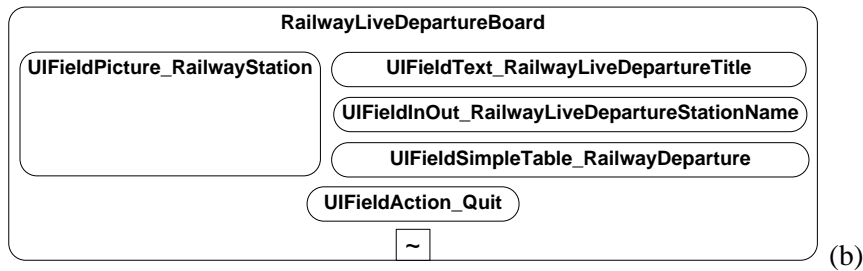 RailwayLiveDepartureBoard
UIFieldPicture_RailwayStation
UIFieldText_RailwayLiveDepartureTitle
UIFieldInOut_RailwayLiveDepartureStationName
UIFieldSimpleTable_RailwayDeparture
UIFieldAction_Quit
~
(b)